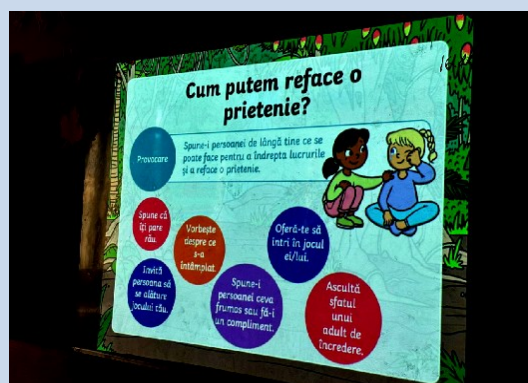 Cum putem reface o
prietenie?
Provocare
Spune-i persoanei de lângă tine ce se
poate face pentru a îndrepta lucrurile
și a reface o prietenie.
Spune că
îți pare
rău.
Vorbește
despre ce
s-a
întâmplat.
Oferă-te să
intri în jocul
ei/lui.
Invită
persoana să
se alăture
jocului tău.
Spune-i
persoanei ceva
frumos sau fă-i
un compliment.
Ascultă
sfatul
unui
adult de
încredere.